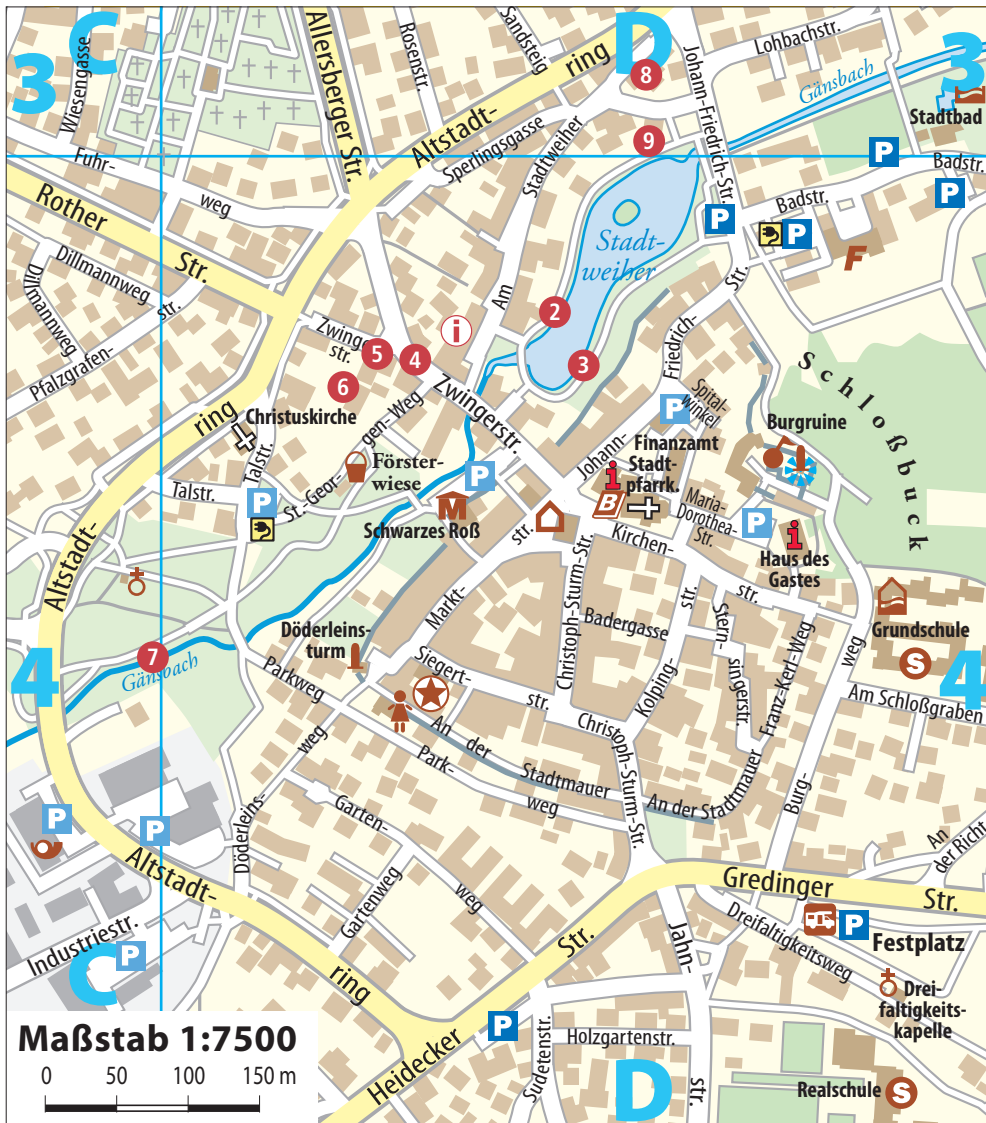 C
D
3
3
Wiesengasse
Allersberger Str.
Rosenstr.
Sandsteig
Altstadt-
ring
8
Johann-Friedrich-Str.
Lohbachstr.
Gänsbach
Stadtbad
Fuhr-
weg
Sperlingsgasse
Am
Stadtweiher
9
P
Badstr.
P
Rother
Str.
P
Badstr.
P
F
Stadt-
weiher
Dillmannweg
Dillmannweg
Pfalzgrafen-
str.
Zwinger-
str.
5
4
6
i
2
3
Friedrich-
Str.
Schloßbuck
Christuskirche
ring
Talstr.
Talstr.
St.-Geor-
gen-Weg
Förster-
wiese
Zwingerstr.
Johann-
P
Spital-
winkel
Finanzamt
Burgruine
Stadt-
pfarrk.
i
B
P
P
M
Schwarzes Roß
Maria-
Dorothea-
Str.
P
i
Haus des
Gastes
Kirchen-
str.
Altstadt-
Markt-
str.
Christoph-Sturm-Str.
Badergasse
Kolping-
str.
Stern-
singerstr.
Franz-Kerl-Weg
Burg-
weg
Grundschule
S
4
4
7
Gänsbach
Döderleins-
turm
Siegert-
str.
Parkweg
Am Schloßgraben
An der
Stadtmauer
Park-
weg
Christoph-Sturm-Str.
An der Stadtmauer
Döderleins-
weg
Garten-
weg
Gartenweg
P
P
Altstadt-
ring
Gredinger
Str.
An
der Richt
Industriestr.
P
C
Str.
Jahn-
str.
Dreifaltigkeitsweg
P
Festplatz
Drei-
faltigkeits-
kapelle
P
Heidecker
Sudetenstr.
Holzgartenstr.
D
Realschule
S
Maßstab 1:7500
0 50 100 150 m